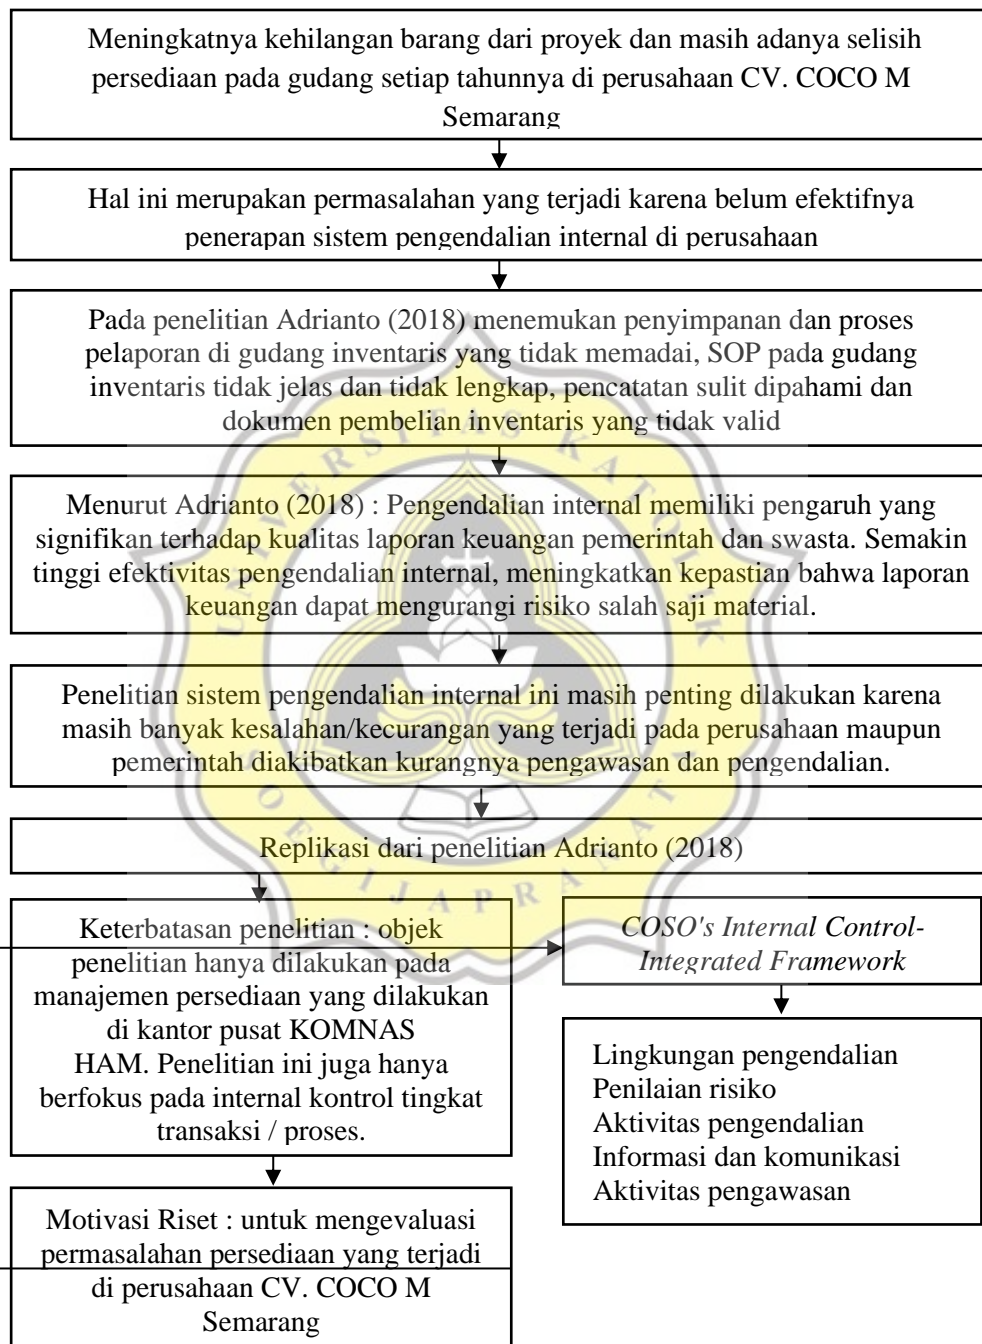 Meningkatnya kehilangan barang dari proyek dan masih adanya selisih
persediaan pada gudang setiap tahunnya di perusahaan CV. COCO M
Semarang
Hal ini merupakan permasalahan yang terjadi karena belum efektifnya
penerapan sistem pengendalian internal di perusahaan
Pada penelitian Adrianto (2018) menemukan penyimpanan dan proses
pelaporan di gudang inventaris yang tidak memadai, SOP pada gudang
inventaris tidak jelas dan tidak lengkap, pencatatan sulit dipahami dan
dokumen pembelian inventaris yang tidak valid
Menurut Adrianto (2018) : Pengendalian internal memiliki pengaruh yang
signifikan terhadap kualitas laporan keuangan pemerintah dan swasta. Semakin
tinggi efektivitas pengendalian internal, meningkatkan kepastian bahwa laporan
keuangan dapat mengurangi risiko salah saji material.
Penelitian sistem pengendalian internal ini masih penting dilakukan karena
masih banyak kesalahan/kecurangan yang terjadi pada perusahaan maupun
pemerintah diakibatkan kurangnya pengawasan dan pengendalian.
Replikasi dari penelitian Adrianto (2018)
Keterbatasan penelitian : objek
penelitian hanya dilakukan pada
manajemen persediaan yang dilakukan
di kantor pusat KOMNAS
HAM. Penelitian ini juga hanya
berfokus pada internal kontrol tingkat
transaksi / proses.
COSO's Internal Control-
Integrated Framework
Lingkungan pengendalian
Penilaian risiko
Aktivitas pengendalian
Informasi dan komunikasi
Aktivitas pengawasan
Motivasi Riset : untuk mengevaluasi
permasalahan persediaan yang terjadi
di perusahaan CV. COCO M
Semarang
UNIVERSITAS KATOLIK
SOEGIJAPRANATA